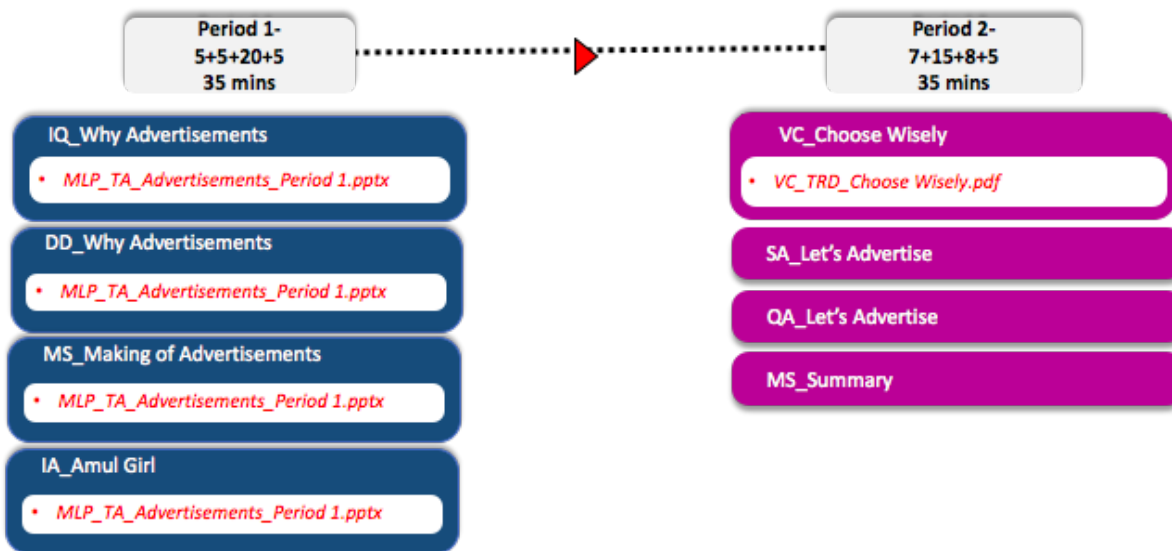 Period 1-
5+5+20+5
35 mins
IQ_Why Advertisements
• MLP_TA_Advertisements_Period 1.pptx
DD_Why Advertisements
• MLP_TA_Advertisements_Period 1.pptx
MS_Making of Advertisements
• MLP_TA_Advertisements_Period 1.pptx
IA_Amul Girl
• MLP_TA_Advertisements_Period 1.pptx
Period 2-
7+15+8+5
35 mins
VC_Choose Wisely
• VC_TRD_Choose Wisely.pdf
SA_Let’s Advertise
QA_Let’s Advertise
MS_Summary